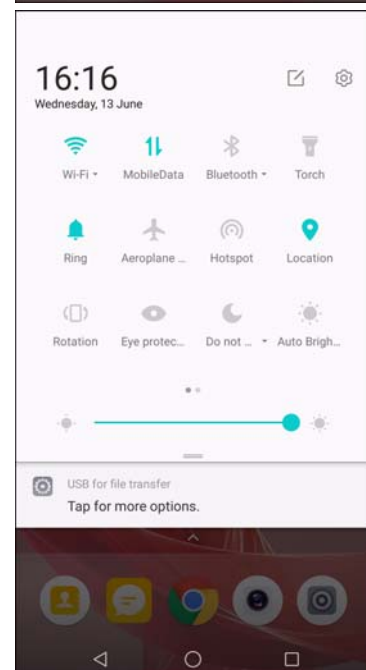 16:16
Wednesday, 13 June
Wi-Fi MobileData Bluetooth Torch
Ring Aeroplane ... Hotspot Location
Rotation Eye protec... Do not ... Auto Brigh...
USB for file transfer
Tap for more options.